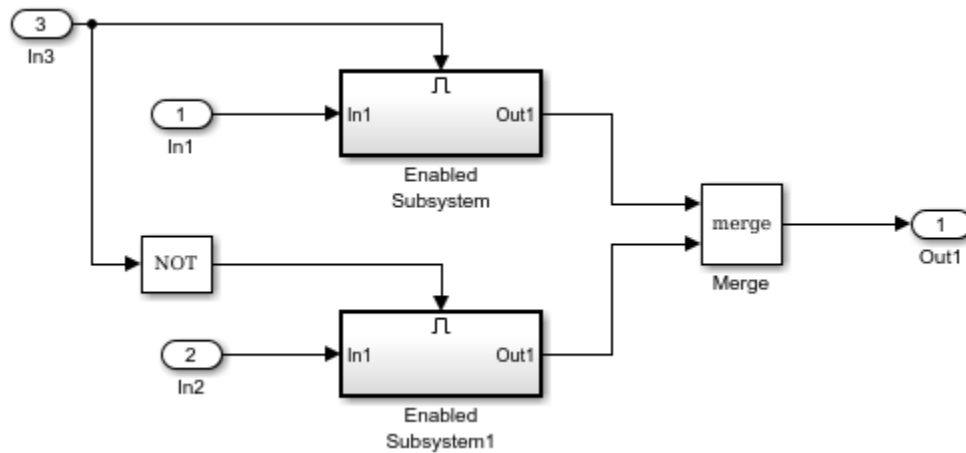 3
In3
1
In1
In1
Out1
Enabled
Subsystem
merge
Merge
1
Out1
NOT
2
In2
In1
Out1
Enabled
Subsystem1